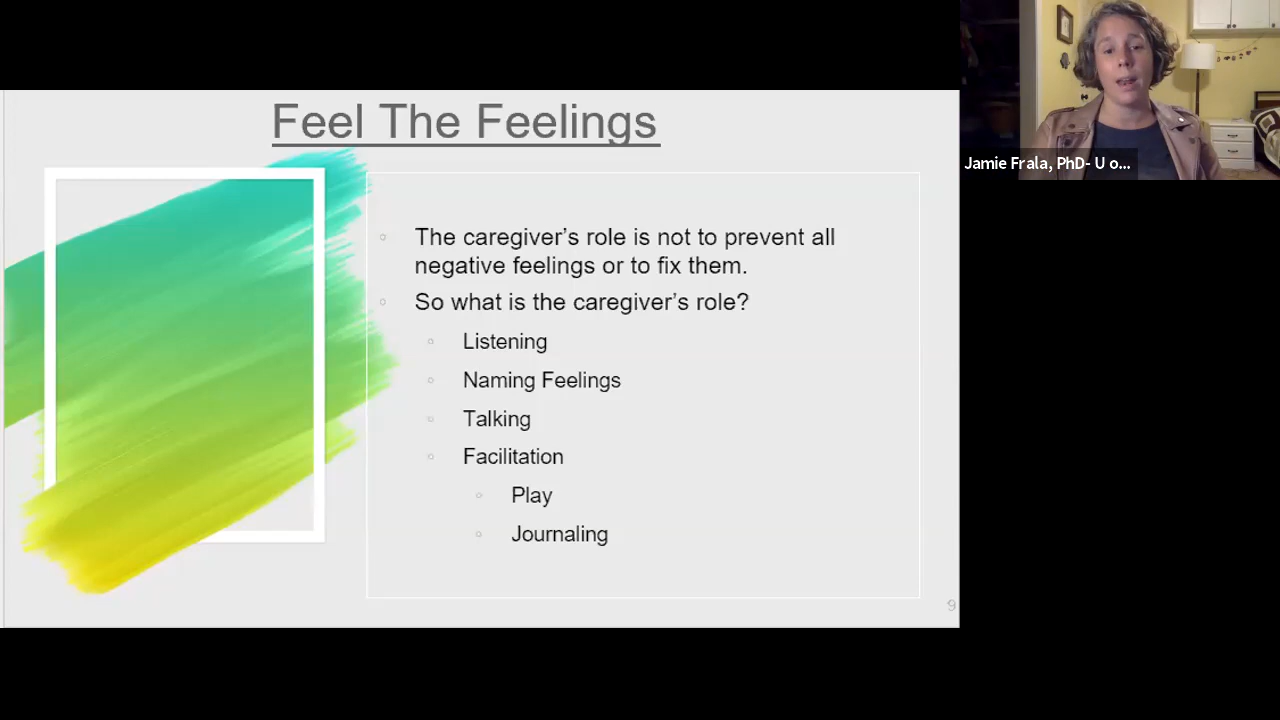 Feel The Feelings
The caregiver’s role is not to prevent all
negative feelings or to fix them.
So what is the caregiver’s role?
Listening
Naming Feelings
Talking
Facilitation
Play
Journaling
9
Jamie Frala, PhD- U o...